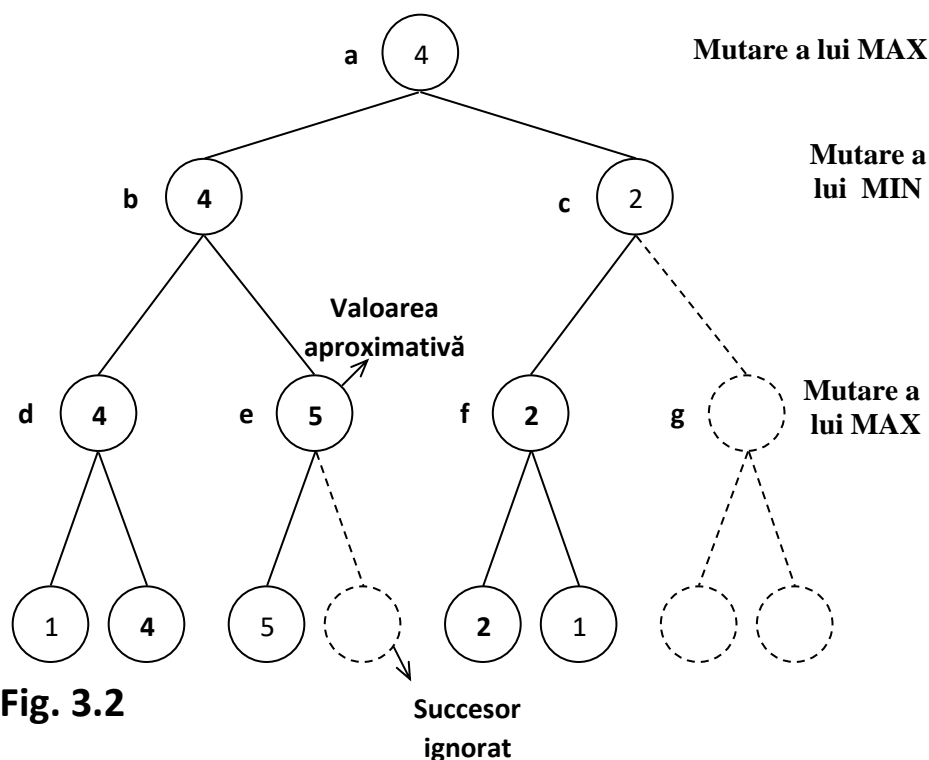 a
4
Mutare a lui MAX
b
4
c
2
Mutare a
lui MIN
Valoarea
aproximativă
d
4
e
5
f
2
g
Mutare a
lui MAX
1
4
5
2
1
Fig. 3.2
Succesor
ignorat